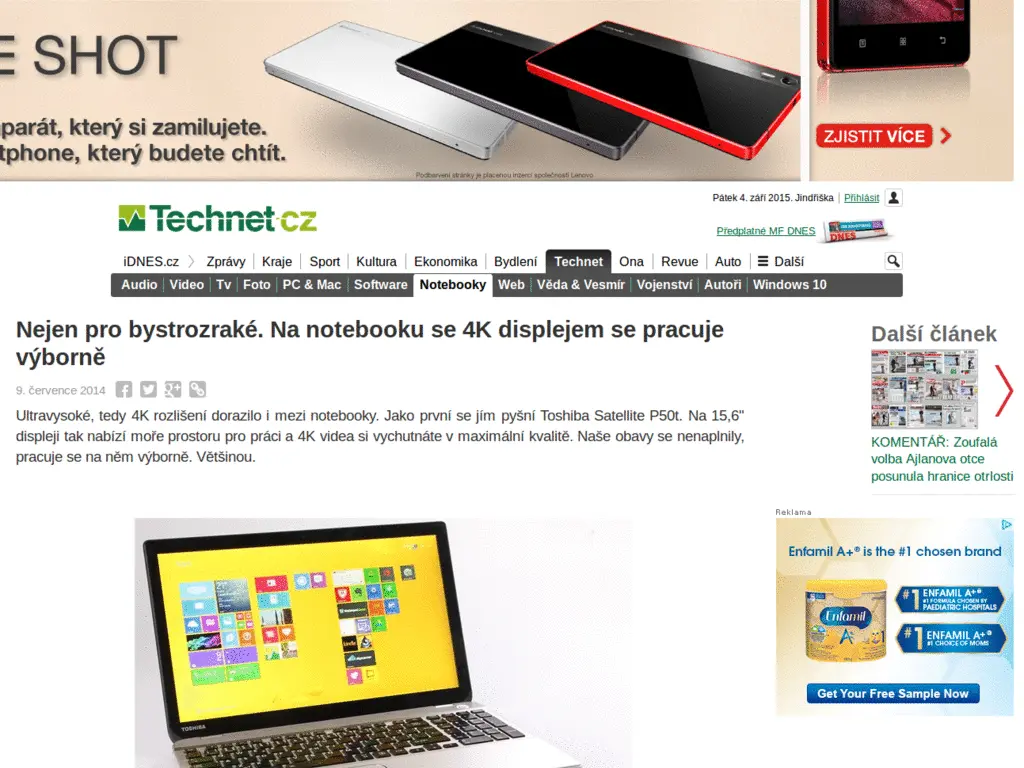 E SHOT
parát, který si zamilujete.
tphone, který budete chtít.
ZJISTIT VÍCE
Podbarvení stránky je placenou inzercí společnosti Lenovo
Technet.cz
Pátek 4. září 2015. Jindřiška
Přihlásit
Předplatné MF DNES
DNES
iDNES.cz Zprávy Kraje Sport Kultura Ekonomika Bydlení Technet Ona Revue Auto Další
Audio Video Tv Foto PC & Mac Software Notebooky Web Věda & Vesmír Vojenství Autoři Windows 10
Nejen pro bystrozraké. Na notebooku se 4K displejem se pracuje
výborně
9. července 2014
Ultravysoké, tedy 4K rozlišení dorazilo i mezi notebooky. Jako první se jím pyšní Toshiba Satellite P50t. Na 15,6"
displeji tak nabízí moře prostoru pro práci a 4K videa si vychutnáte v maximální kvalitě. Naše obavy se nenaplnily,
pracuje se na něm výborně. Většinou.
Další článek
KOMENTÁŘ: Zoufalá
volba Ajlanova otce
posunula hranice otrlosti
Reklama
Enfamil A+® is the #1 chosen brand
Enfamil
A+
#1 ENFAMIL A+®
#1 FORMULA CHOSEN BY
PAEDIATRIC HOSPITALS
#1 ENFAMIL A+®
#1 CHOICE OF MOMS
Get Your Free Sample Now
TOSHIBA